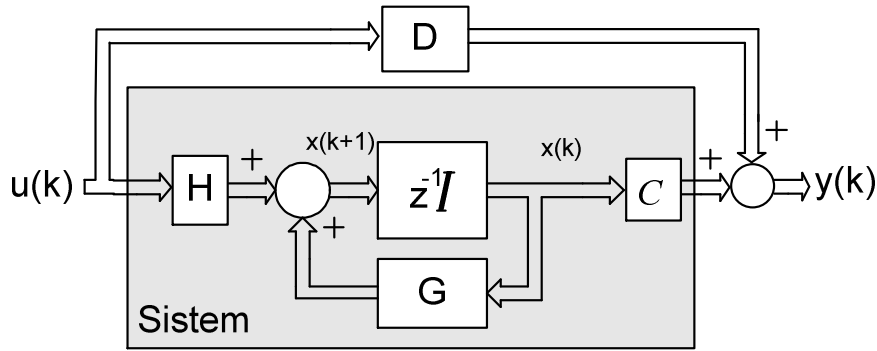 D
+
x(k+1)
x(k)
+
+
u(k)
H
z⁻¹I
C
y(k)
+
G
Sistem